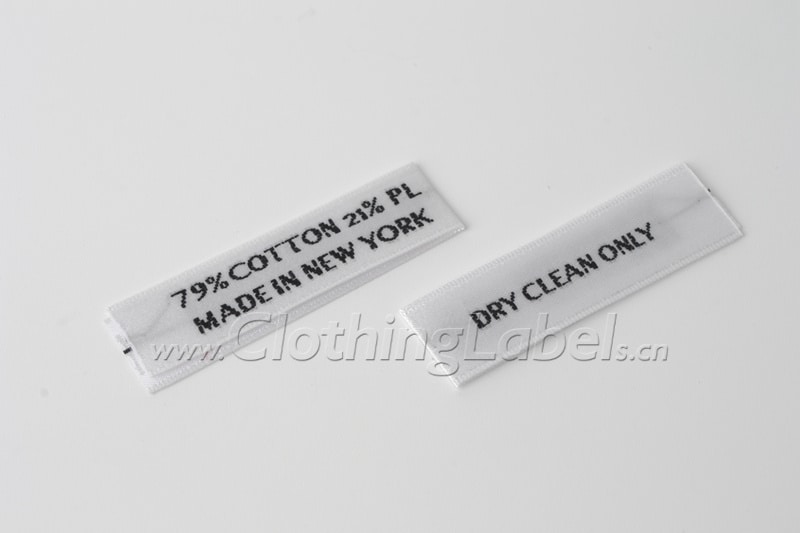 79% COTTON 21% PL
MADE IN NEW YORK
DRY CLEAN ONLY
www.ClothingLabels.cn